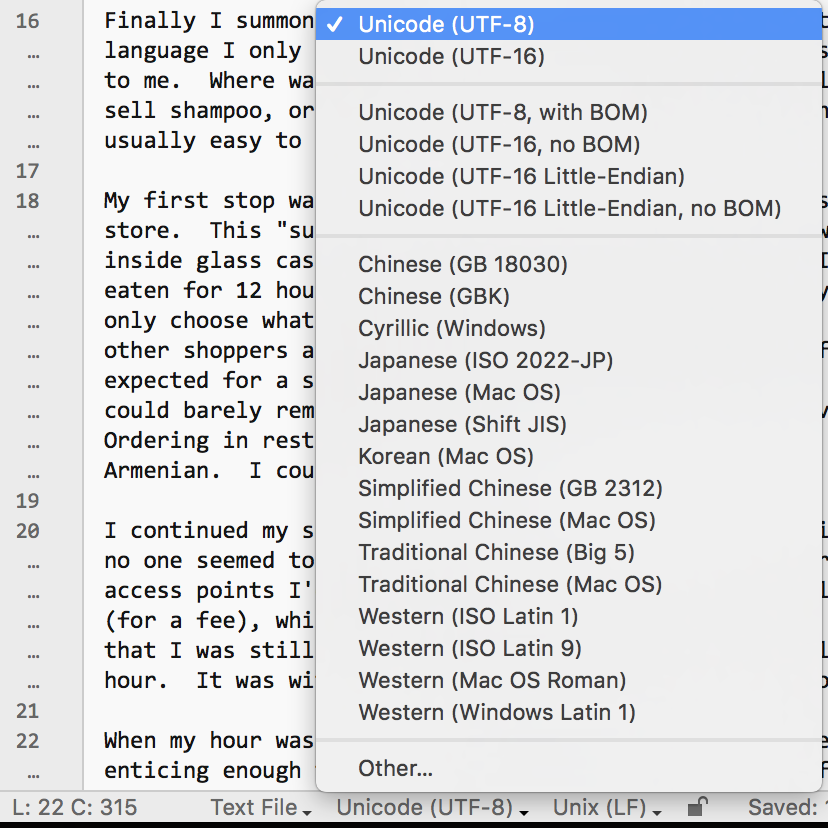 16 Finally I summon
language I only
to me.  Where wa
sell shampoo, or
usually easy to
17
18 My first stop wa
store.  This "su
inside glass cas
eaten for 12 hou
only choose what
other shoppers a
expected for a s
could barely rem
Ordering in rest
Armenian.  I cou
19
20 I continued my s
no one seemed to
access points I'
(for a fee), whi
that I was still
hour.  It was wi
21
22 When my hour was
enticing enough
✓ Unicode (UTF-8)
Unicode (UTF-16)
Unicode (UTF-8, with BOM)
Unicode (UTF-16, no BOM)
Unicode (UTF-16 Little-Endian)
Unicode (UTF-16 Little-Endian, no BOM)
Chinese (GB 18030)
Chinese (GBK)
Cyrillic (Windows)
Japanese (ISO 2022-JP)
Japanese (Mac OS)
Japanese (Shift JIS)
Korean (Mac OS)
Simplified Chinese (GB 2312)
Simplified Chinese (Mac OS)
Traditional Chinese (Big 5)
Traditional Chinese (Mac OS)
Western (ISO Latin 1)
Western (ISO Latin 9)
Western (Mac OS Roman)
Western (Windows Latin 1)
Other...
L: 22 C: 315 Text File Unicode (UTF-8) Unix (LF) Saved: